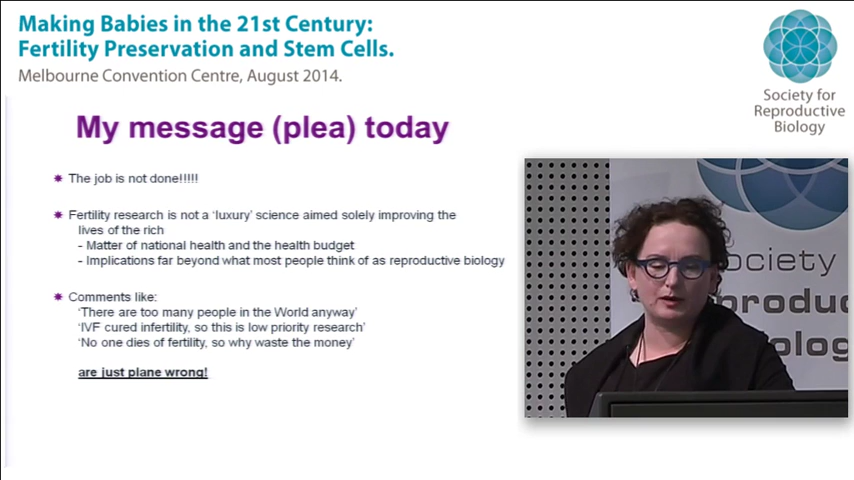 Making Babies in the 21st Century:
Fertility Preservation and Stem Cells.
Melbourne Convention Centre, August 2014.
Society for
Reproductive
Biology
My message (plea) today
The job is not done!!!!!
Fertility research is not a 'luxury' science aimed solely improving the
lives of the rich
- Matter of national health and the health budget
- Implications far beyond what most people think of as reproductive biology
Comments like:
'There are too many people in the World anyway'
'IVF cured infertility, so this is low priority research'
'No one dies of fertility, so why waste the money'
are just plane wrong!
ociety
produc
olog